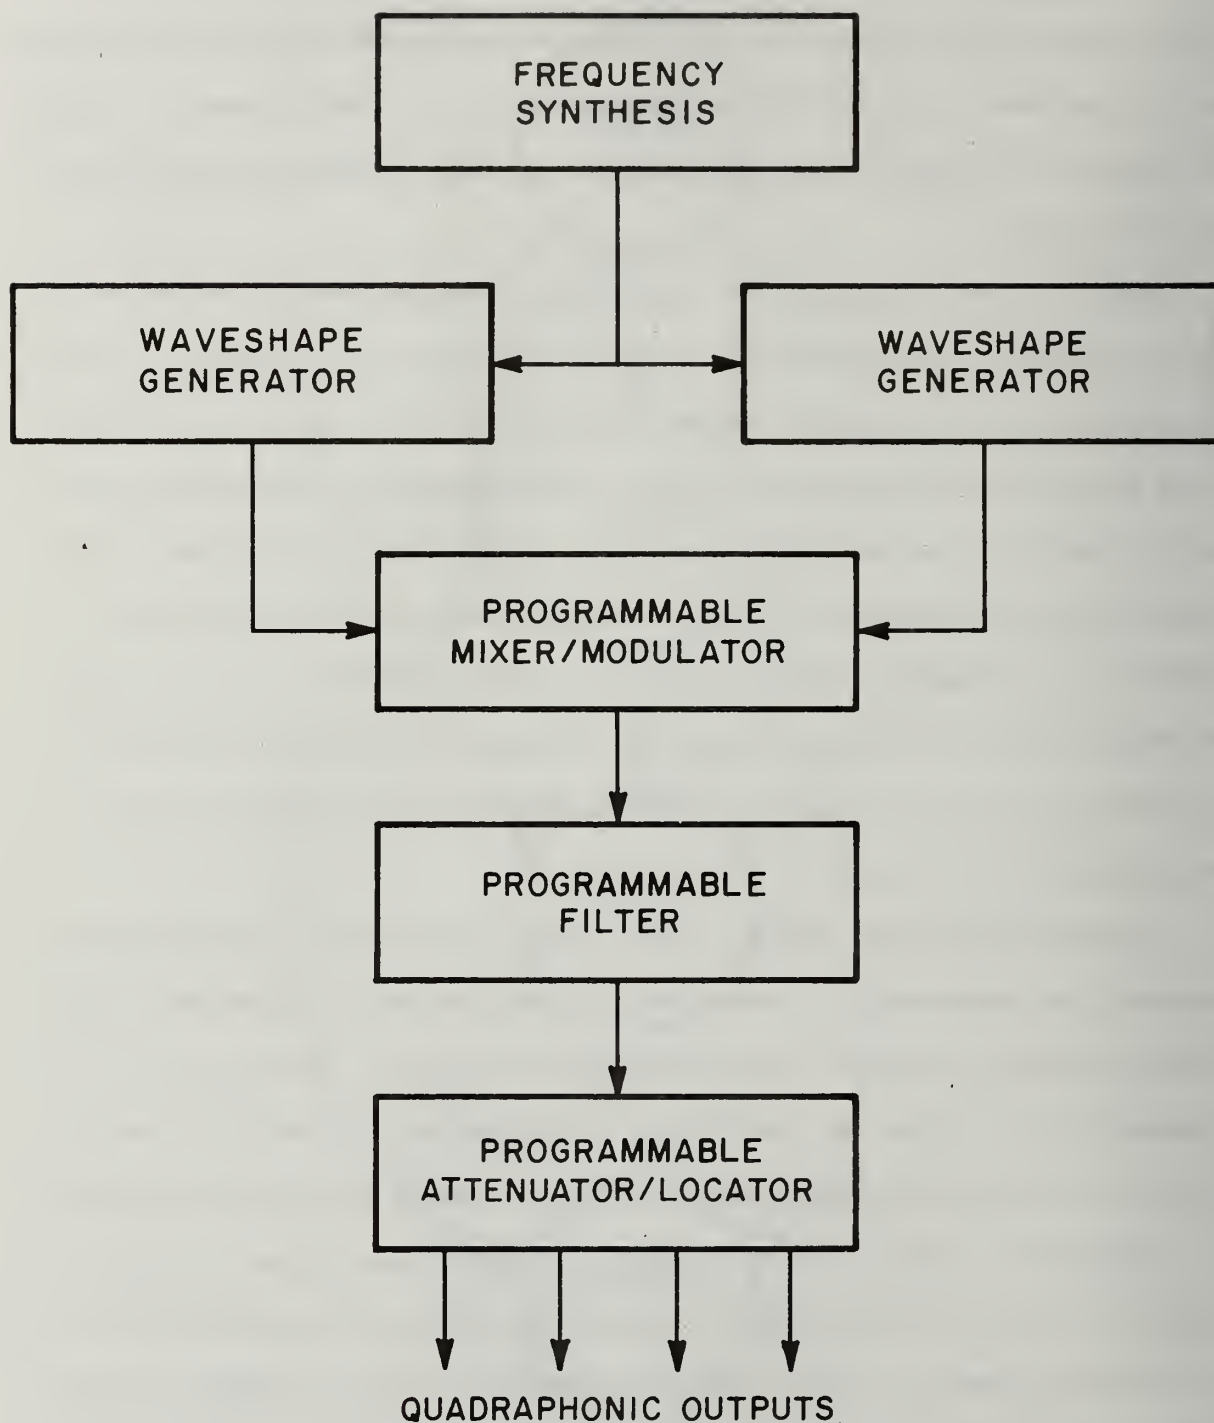 FREQUENCY
SYNTHESIS
WAVESHAPE
GENERATOR
WAVESHAPE
GENERATOR
PROGRAMMABLE
MIXER/MODULATOR
PROGRAMMABLE
FILTER
PROGRAMMABLE
ATTENUATOR/LOCATOR
QUADRAPHONIC OUTPUTS